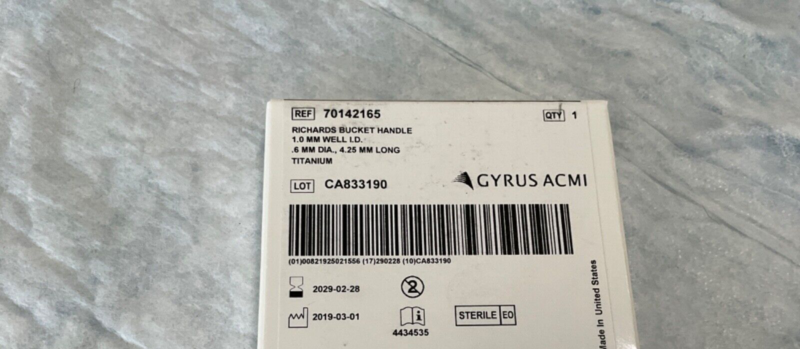 REF 70142165
QTY 1
RICHARDS BUCKET HANDLE
1.0 MM WELL I.D.
.6 MM DIA., 4.25 MM LONG
TITANIUM
LOT CA833190
GYRUS ACMI
(01)00821925021556 (17)290228 (10)CA833190
2029-02-28
2
2019-03-01
i
4434535
STERILE EO
Made In United States